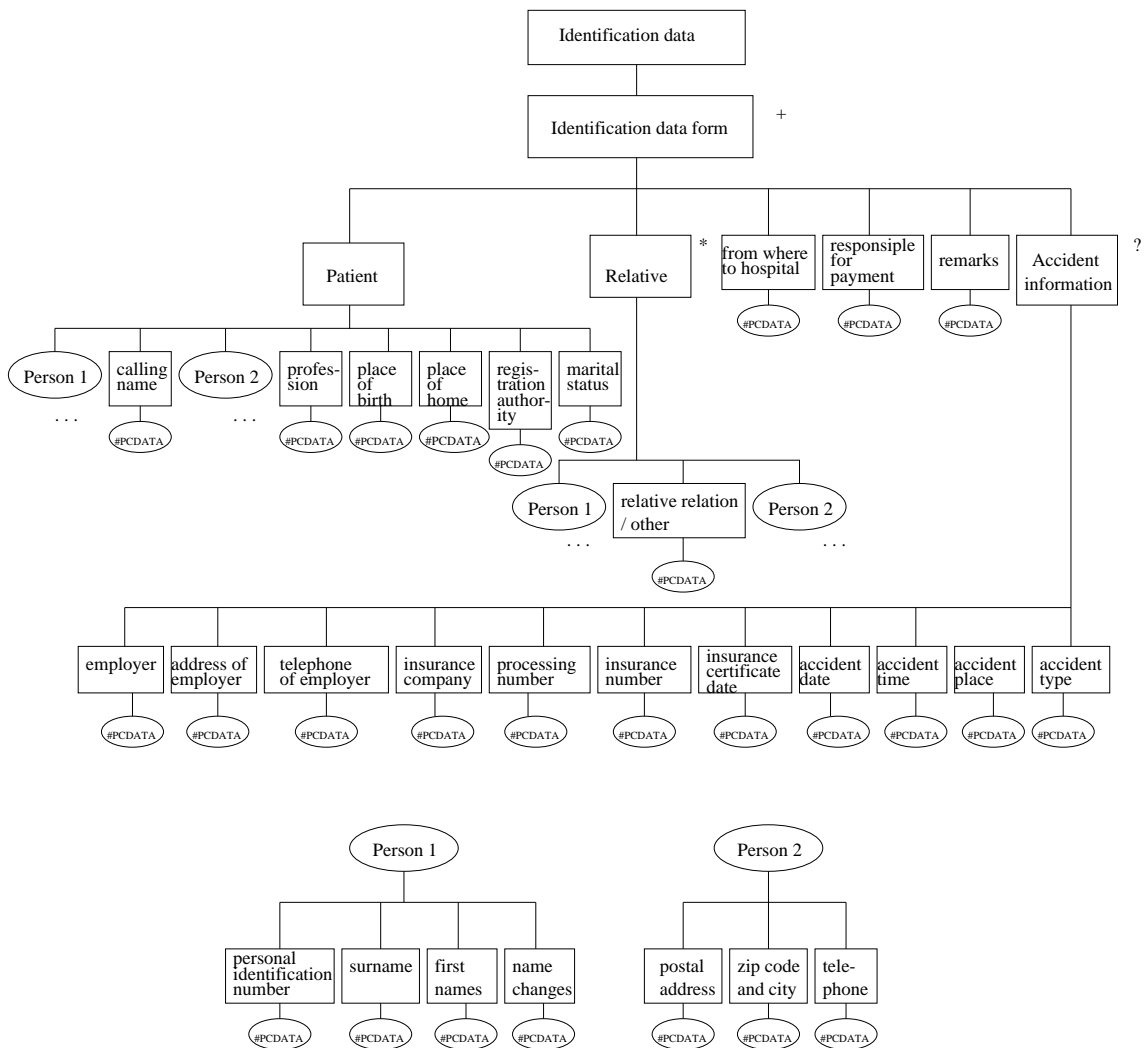 Identification data
Identification data form
+
Patient
Relative
*
from where
to hospital
responsible
for
payment
remarks
Accident
information
?
#PCDATA
#PCDATA
#PCDATA
Person 1
. . .
calling
name
Person 2
. . .
profes-
sion
place
of
birth
place
of
home
regis-
tration
author-
ity
marital
status
#PCDATA
#PCDATA
#PCDATA
#PCDATA
#PCDATA
#PCDATA
Person 1
. . .
relative relation
/ other
Person 2
. . .
#PCDATA
employer
address of
employer
telephone
of employer
insurance
company
processing
number
insurance
number
insurance
certificate
date
accident
date
accident
time
accident
place
accident
type
#PCDATA
#PCDATA
#PCDATA
#PCDATA
#PCDATA
#PCDATA
#PCDATA
#PCDATA
#PCDATA
#PCDATA
#PCDATA
Person 1
personal
identification
number
surname
first
names
name
changes
#PCDATA
#PCDATA
#PCDATA
#PCDATA
Person 2
postal
address
zip code
and city
tele-
phone
#PCDATA
#PCDATA
#PCDATA